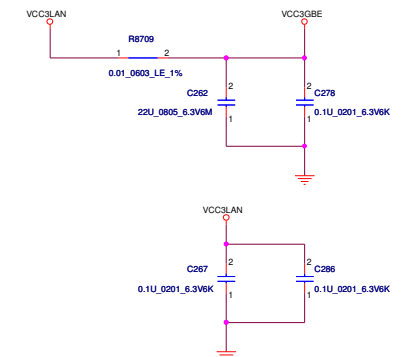 VCC3LAN
VCC3GBE
R8709
1 2
0.01_0603_LE_1%
2 2
C262 C278
22U_0805_6.3V6M 0.1U_0201_6.3V6K
1 1
VCC3LAN
2 2
C267 C286
0.1U_0201_6.3V6K 0.1U_0201_6.3V6K
1 1